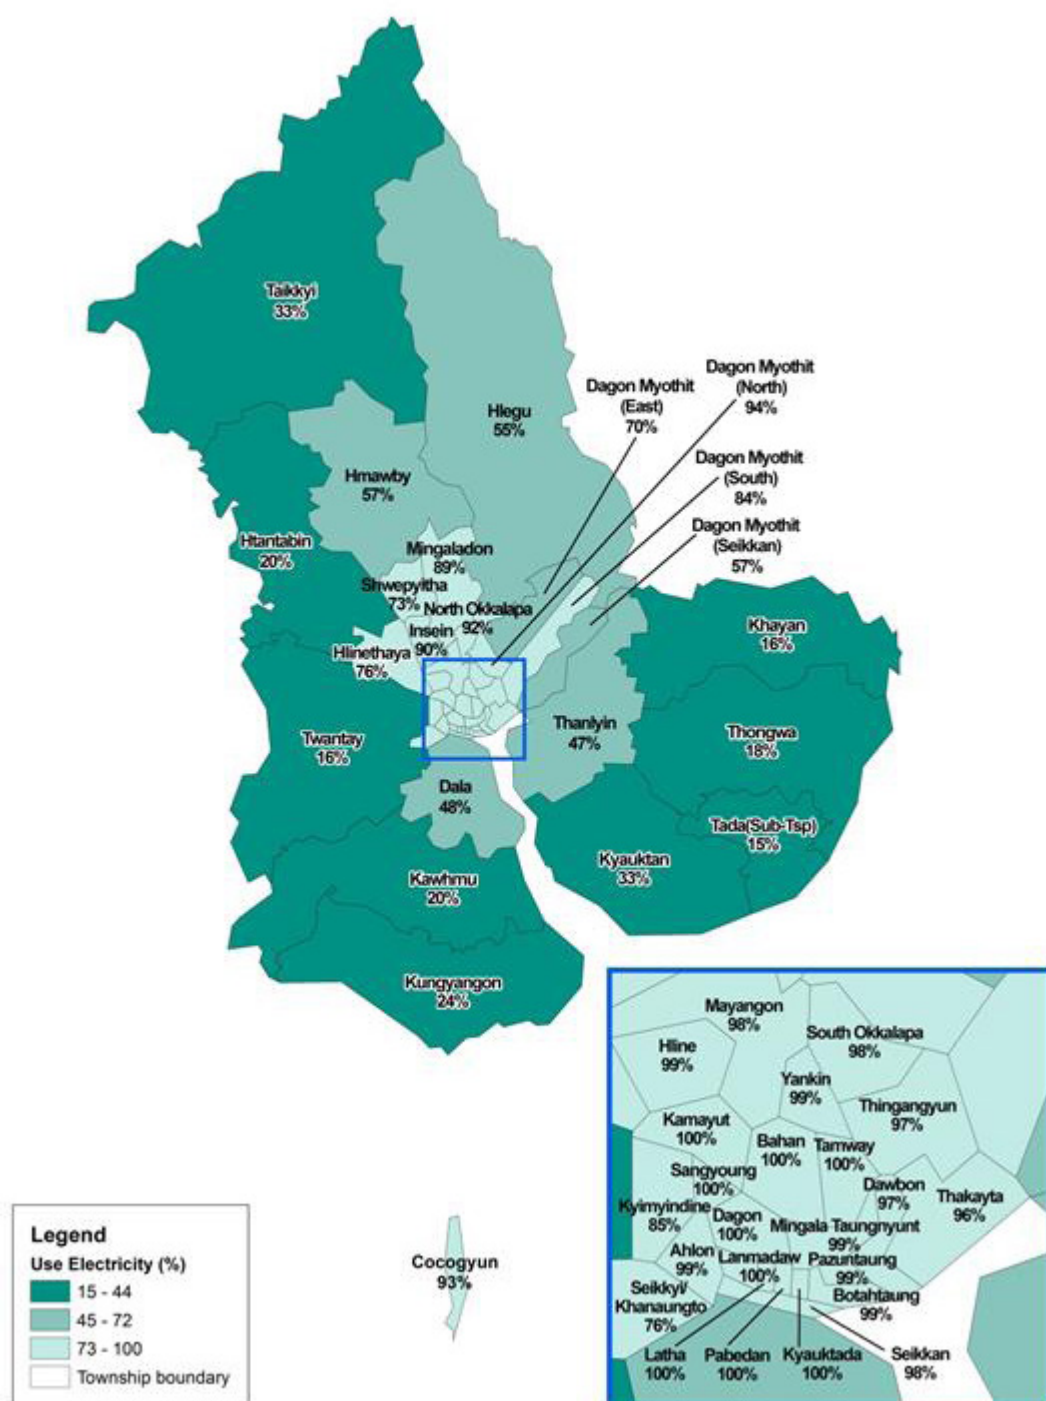 Taikkyi
33%
Hlegu
55%
Dagon Myothit
(East)
70%
Dagon Myothit
(North)
94%
Dagon Myothit
(South)
84%
Dagon Myothit
(Seikkan)
57%
Hmawby
57%
Htantabin
20%
Mingaladon
89%
Shwepyitha
73%
North Okkalapa
92%
Insein
90%
Hlinethaya
76%
Khayan
16%
Thongwa
18%
Tada(Sub-Tsp)
15%
Twantay
16%
Thanlyin
47%
Dala
48%
Kyauktan
33%
Kawhmu
20%
Kungyangon
24%
Cocogyun
93%
Mayangon
98%
South Okkalapa
98%
Hline
99%
Yankin
99%
Thingangyun
97%
Kamayut
100%
Bahan
100%
Tamway
100%
Sangyoung
100%
Dawbon
97%
Thakayta
96%
Kyimyindine
85%
Dagon
100%
Mingala Taungnyunt
99%
Ahlon
99%
Lanmadaw
100%
Pazuntaung
99%
Botahtaung
99%
Seikkyi/
Khanaungto
76%
Latha
100%
Pabedan
100%
Kyauktada
100%
Seikkan
98%
Legend
Use Electricity (%)
15 - 44
45 - 72
73 - 100
Township boundary